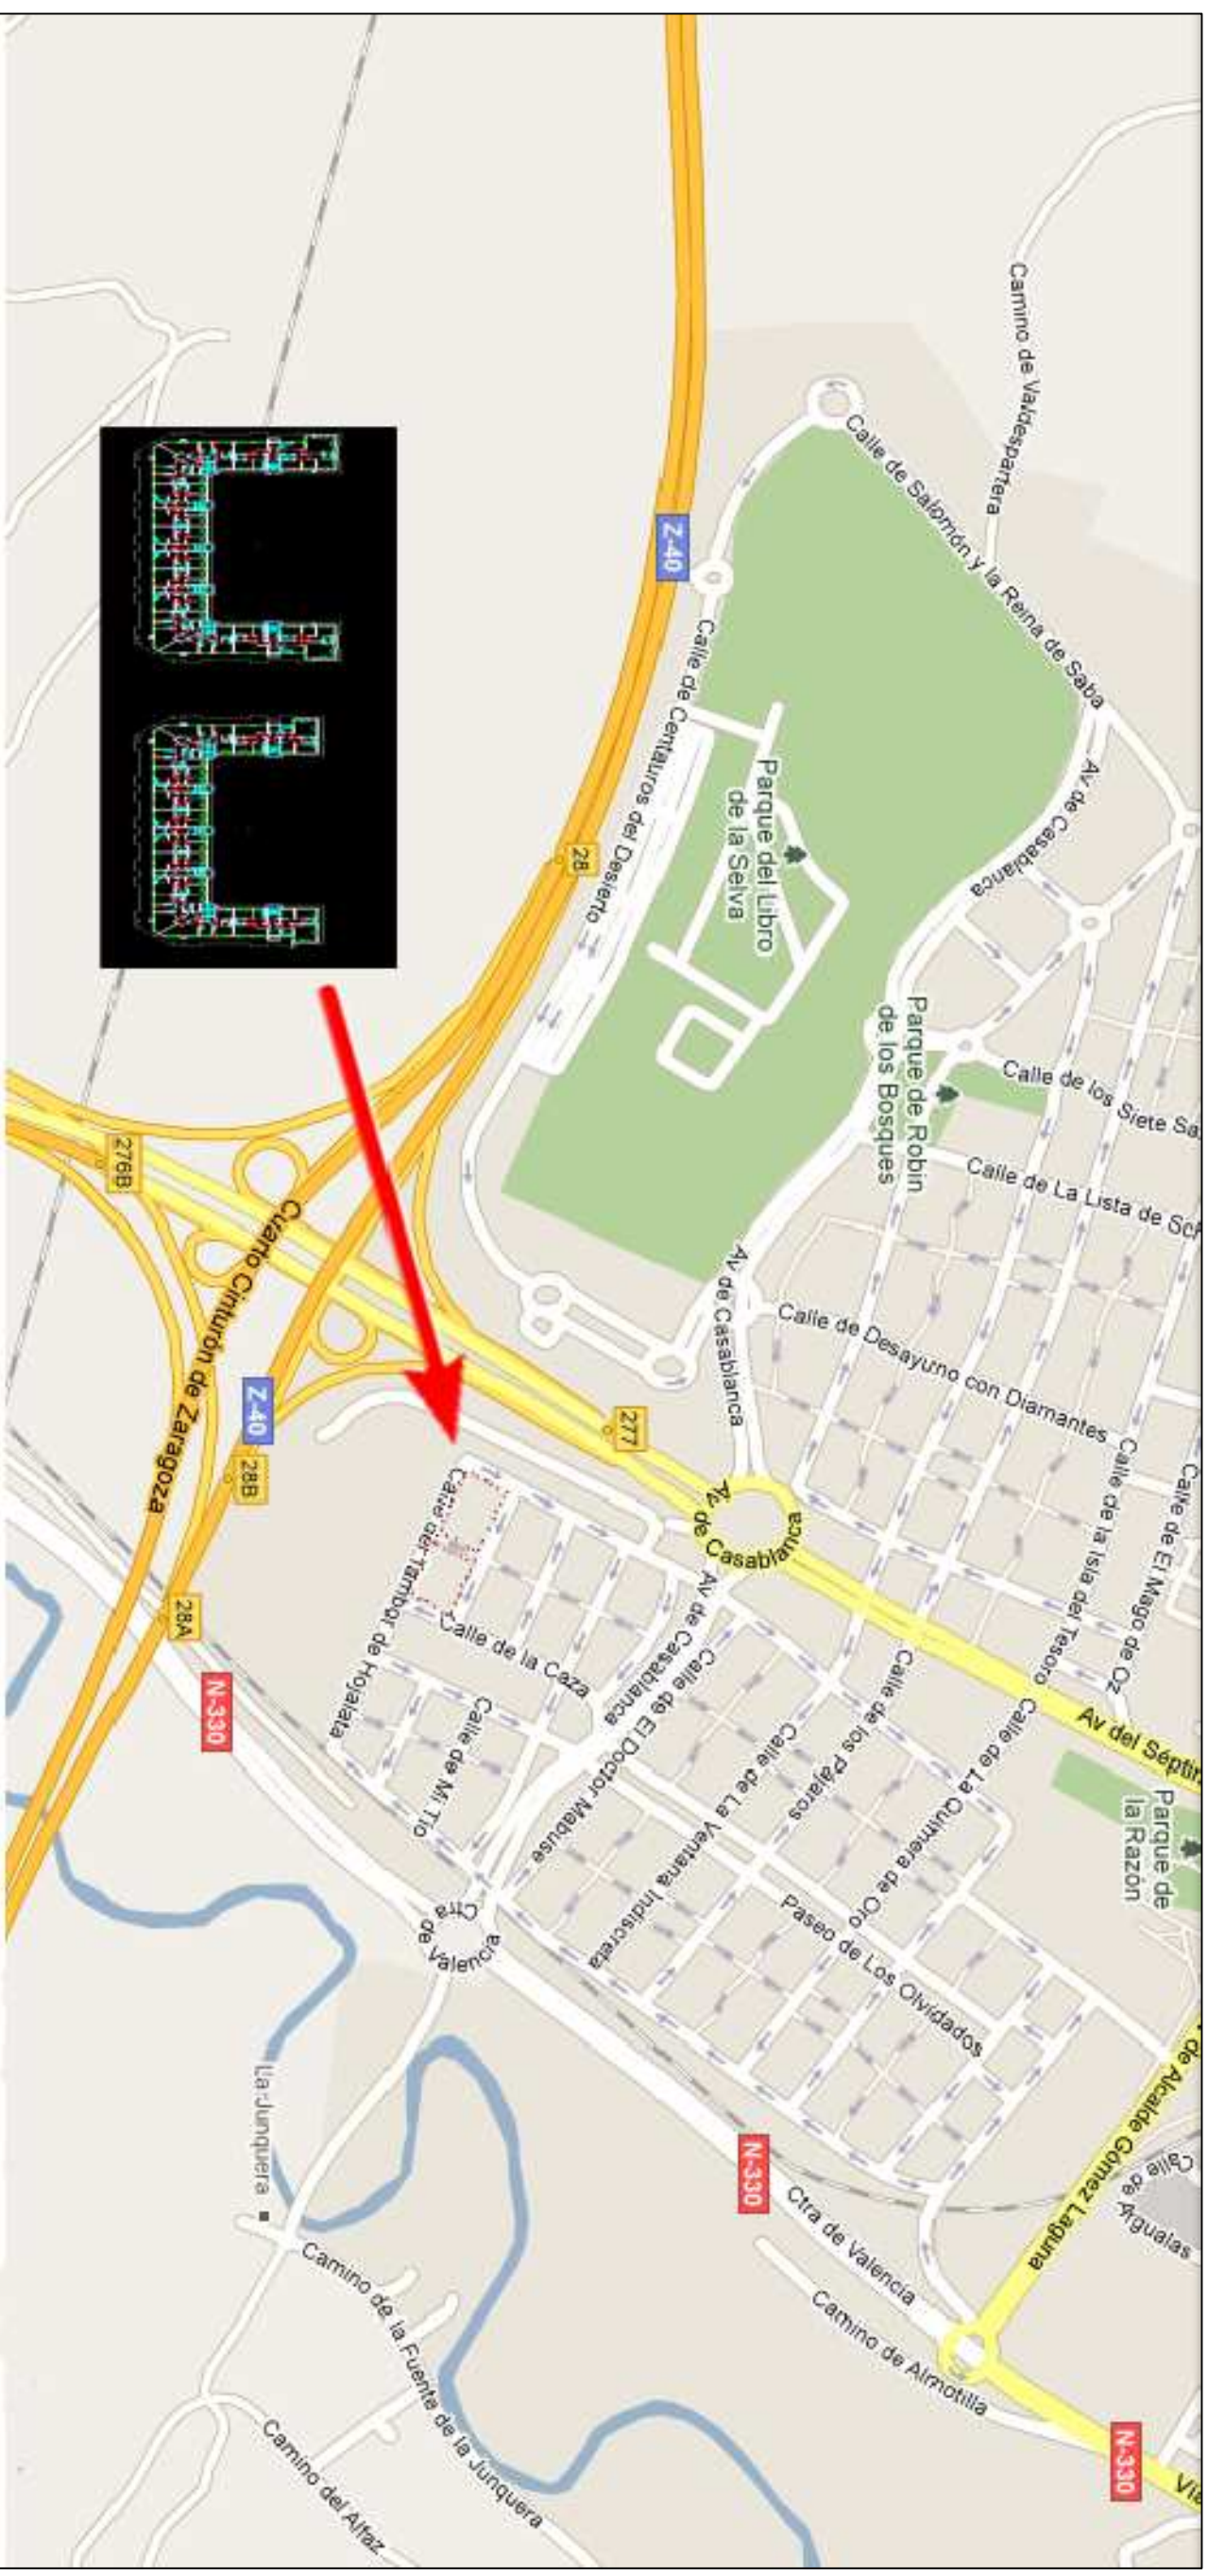 Camino de Valdespartera
Calle de Salomón y la Reina de Saba
Z-40
Calle de Centauros del Desierto
Av de Casablanca
Parque del Libro
de la Selva
28
Parque de Robin
de los Bosques
Calle de los Siete Sa
Calle de La Lista de Sch
276B
Cuarto Cinturón de Zaragoza
Av de Casablanca
Calle de Desayuno con Diamantes
Z-40
277
28B
Av
de Casablanca
Calle de la Isla del Tesoro
Calle de El Mago de Oz
28A
N-330
Calle del Tambor de Hojalata
Calle de la Caza
Av de Casablanca
Calle de El Doctor Mabuse
Calle de los Pájaros
Calle de La Ventana Indiscreta
Calle de La Quimera de Oro
Av del Séptim
Parque de
la Razón
Calle de Mi Tío
Paseo de Los Olvidados
Ctra
de Valencia
La Junquera
N-330
de Alcalde Gómez Laguna
Calle de
Argualas
Ctra de Valencia
Camino de Almotilla
Camino de la Fuente de la Junquera
Camino del Alfaz
N-330
Vía